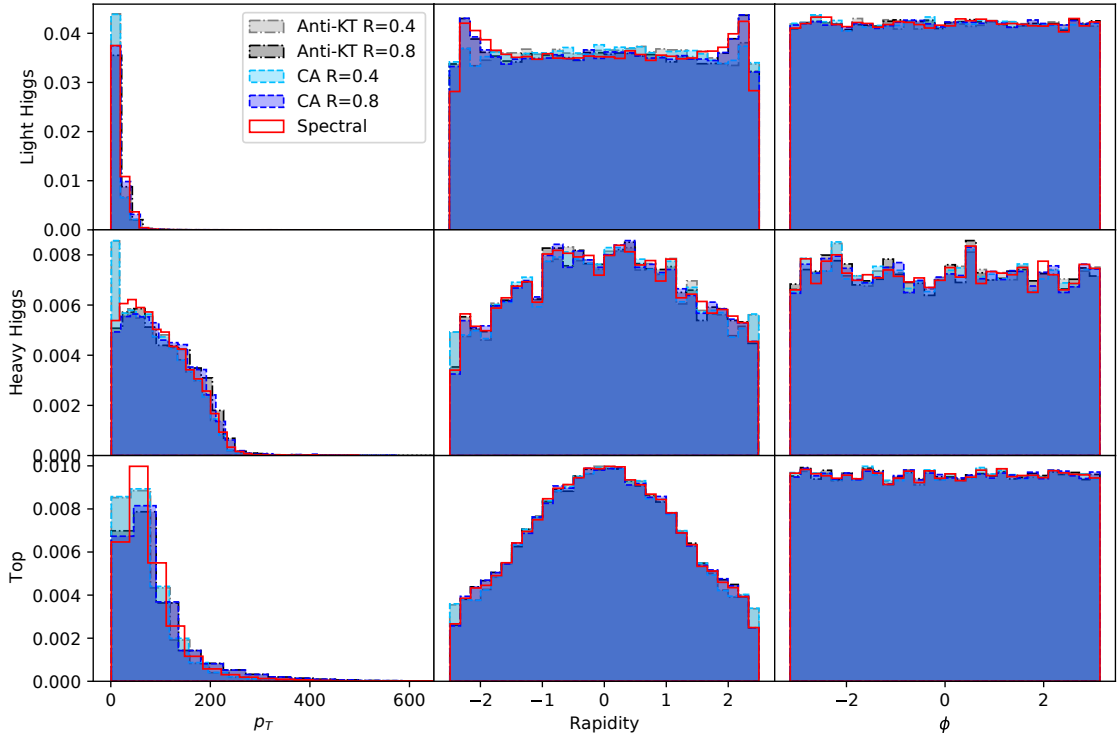 Light Higgs
0.04
0.03
0.02
0.01
0.00
Anti-KT R=0.4
Anti-KT R=0.8
CA R=0.4
CA R=0.8
Spectral
Heavy Higgs
0.008
0.006
0.004
0.002
0.000
Top
0.010
0.008
0.006
0.004
0.002
0.000
0 200 400 600
−2 −1 0 1 2
−2 0 2
p_T
Rapidity
ϕ